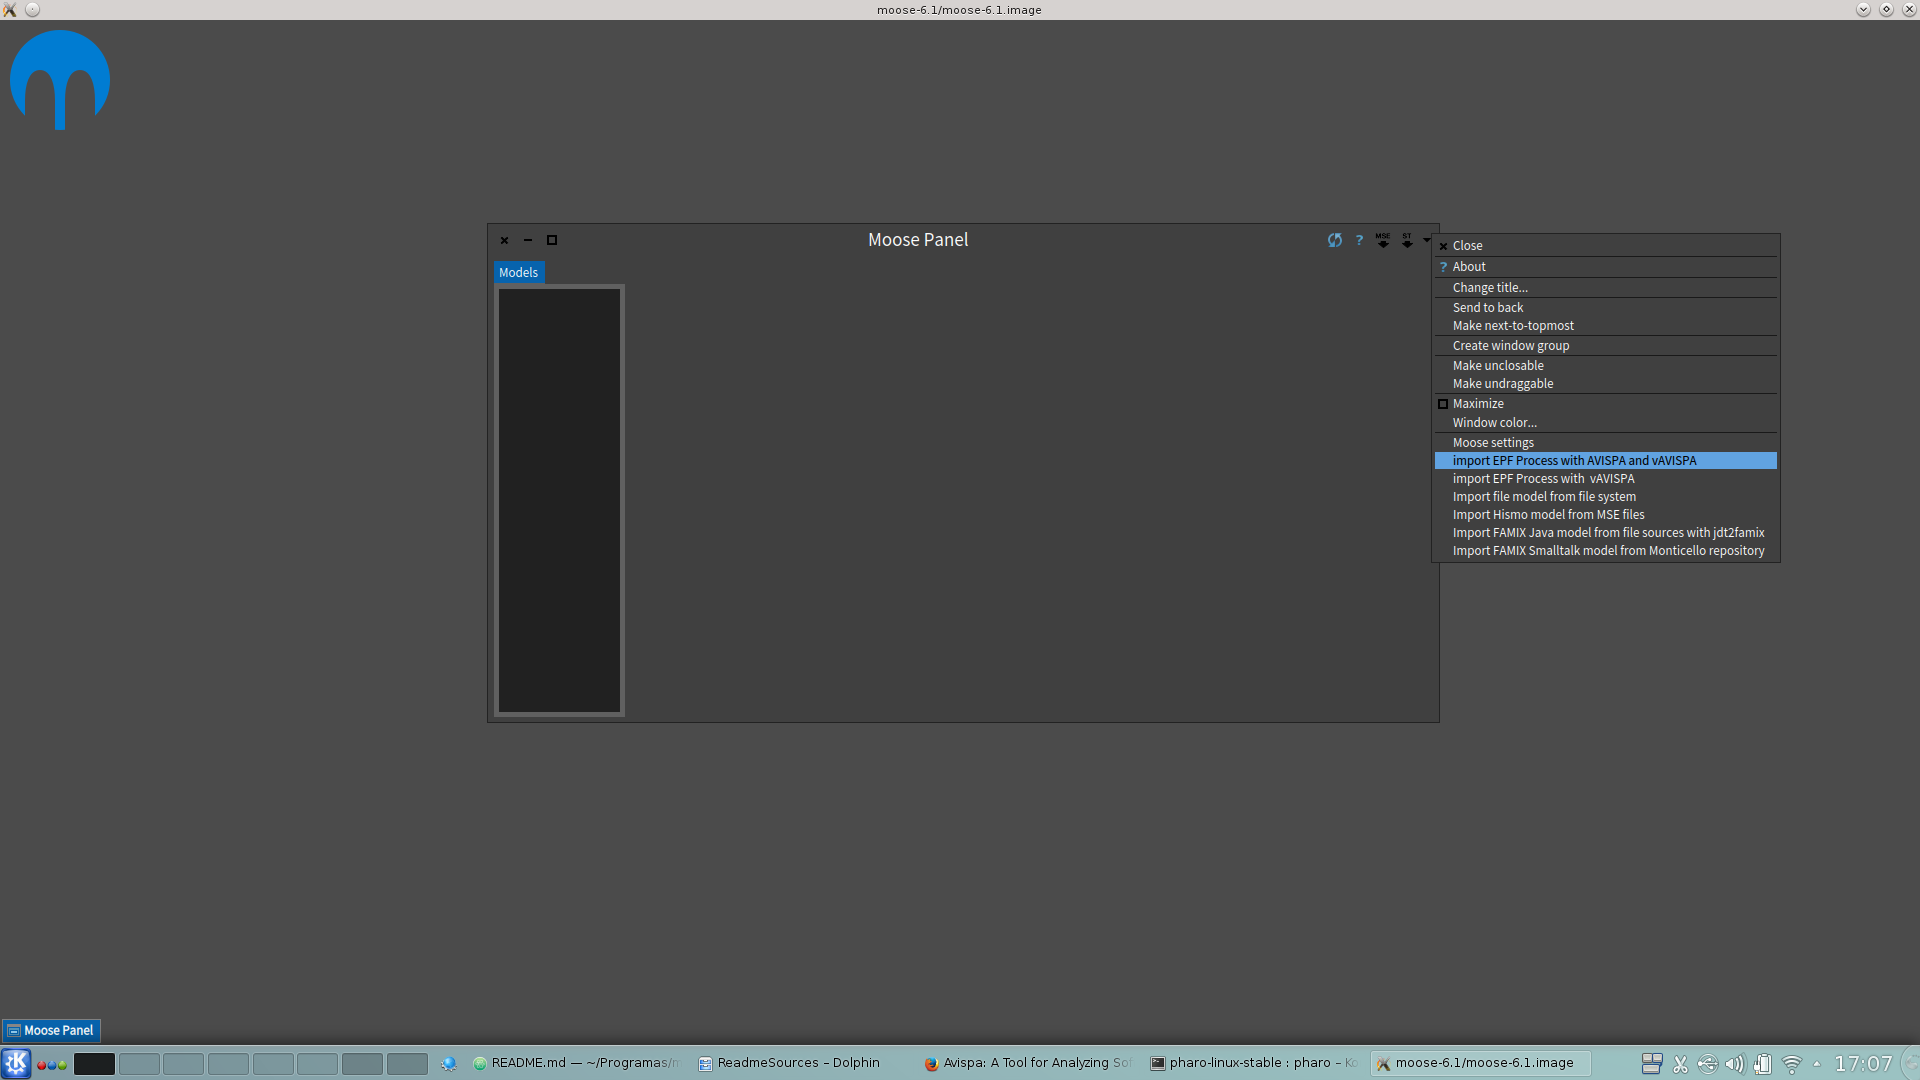 moose-6.1/moose-6.1.image
Moose Panel
? MSE ST
Models
Close
? About
Change title...
Send to back
Make next-to-topmost
Create window group
Make unclosable
Make undraggable
Maximize
Window color...
Moose settings
import EPF Process with AVISPA and vAVISPA
import EPF Process with vAVISPA
Import file model from file system
Import Hismo model from MSE files
Import FAMIX Java model from file sources with jdt2famix
Import FAMIX Smalltalk model from Monticello repository
Moose Panel
README.md — ~/Programas/
ReadmeSources – Dolphin
Avispa: A Tool for Analyzing So
pharo-linux-stable : pharo – Ko
moose-6.1/moose-6.1.image
17:07